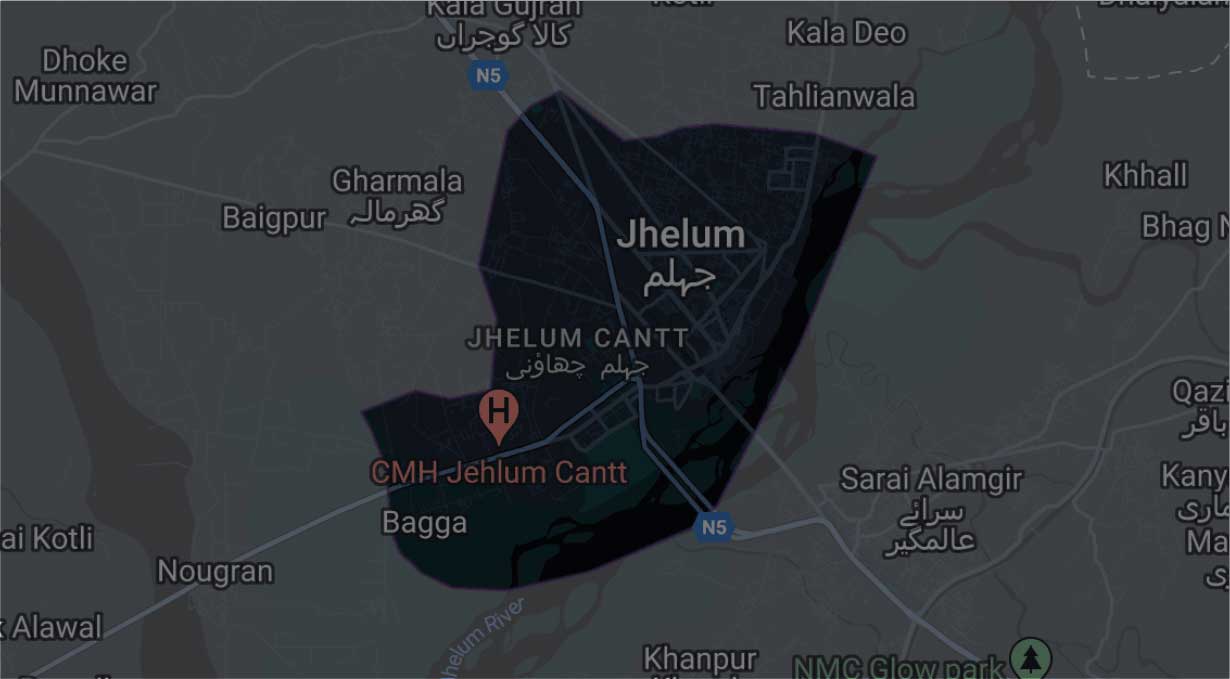 Kala Gujran
کالا گوجراں
Kala Deo
Dhoke
Munnawar
N5
Tahlianwala
Gharmala
گھرمالہ
Khhall
Baigpur
Bhag N
Jhelum
جہلم
JHELUM CANTT
جہلم چھاؤنی
Qazi
باقر
H
CMH Jehlum Cantt
Sarai Alamgir
سرائے
عالمگیر
Kany
ماری
Bagga
N5
ai Kotli
Ma
ی
Nougran
Alawal
Jhelum River
Khanpur
NMC Glow park